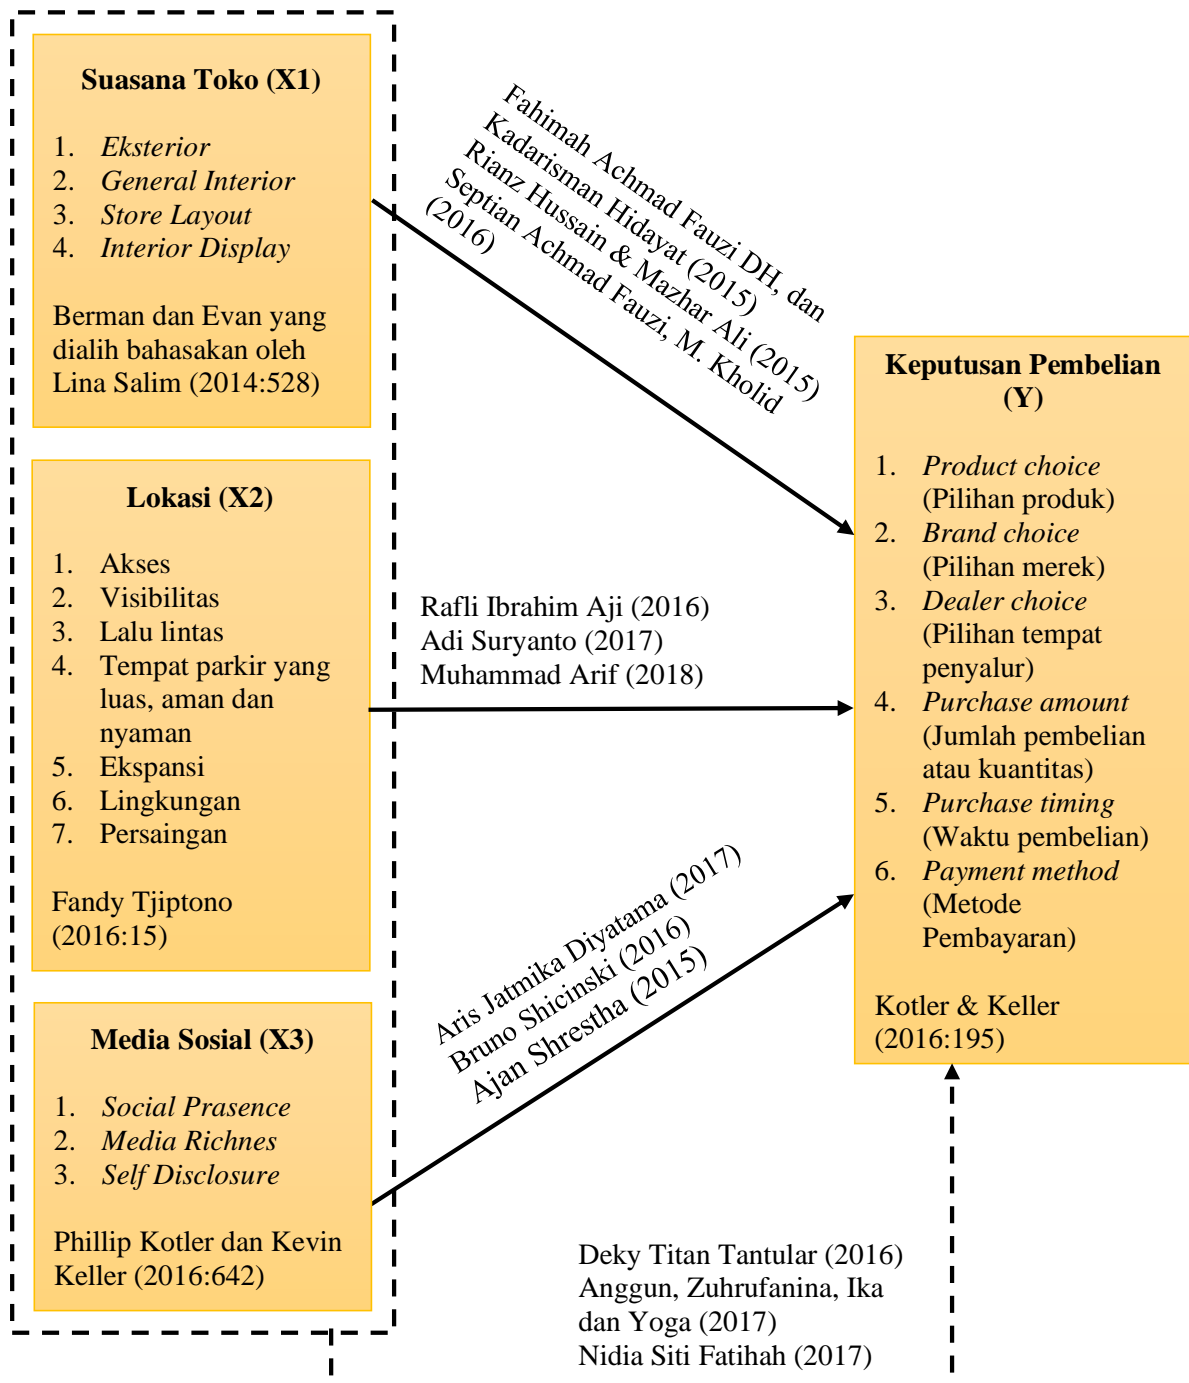 Suasana Toko (X1)
1. Eksterior
2. General Interior
3. Store Layout
4. Interior Display
Berman dan Evan yang
dialih bahasakan oleh
Lina Salim (2014:528)
Fahimah Achmad Fauzi DH, dan
Kadarisman Hidayat (2015)
Rianz Hussain & Mazhar Ali (2015)
Septian Achmad Fauzi, M. Kholid
(2016)
Lokasi (X2)
1. Akses
2. Visibilitas
3. Lalu lintas
4. Tempat parkir yang
luas, aman dan
nyaman
5. Ekspansi
6. Lingkungan
7. Persaingan
Fandy Tjiptono
(2016:15)
Rafli Ibrahim Aji (2016)
Adi Suryanto (2017)
Muhammad Arif (2018)
Media Sosial (X3)
1. Social Prasence
2. Media Richnes
3. Self Disclosure
Phillip Kotler dan Kevin
Keller (2016:642)
Aris Jatmika Diyatama (2017)
Bruno Shicinski (2016)
Ajan Shrestha (2015)
Keputusan Pembelian
(Y)
1. Product choice
(Pilihan produk)
2. Brand choice
(Pilihan merek)
3. Dealer choice
(Pilihan tempat
penyalur)
4. Purchase amount
(Jumlah pembelian
atau kuantitas)
5. Purchase timing
(Waktu pembelian)
6. Payment method
(Metode
Pembayaran)
Kotler & Keller
(2016:195)
Deky Titan Tantular (2016)
Anggun, Zuhrufanina, Ika
dan Yoga (2017)
Nidia Siti Fatihah (2017)